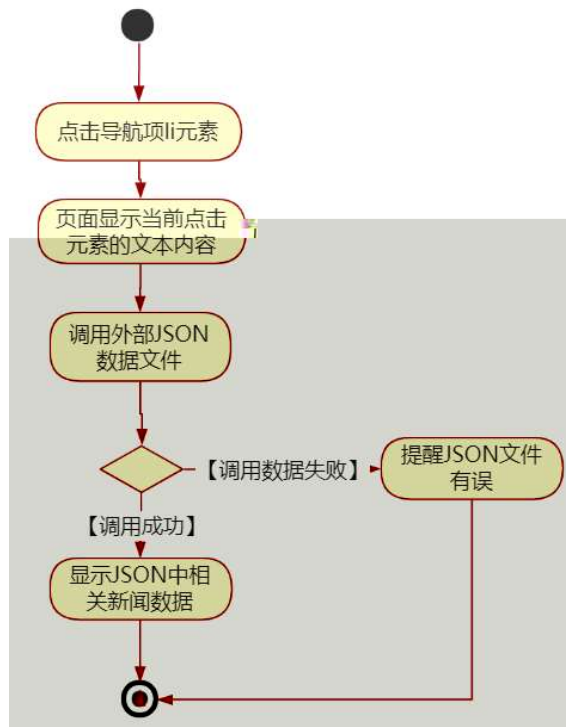 点击导航项li元素
页面显示当前点击
元素的文本内容
调用外部JSON
数据文件
【调用数据失败】
提醒JSON文件
有误
【调用成功】
显示JSON中相
关新闻数据